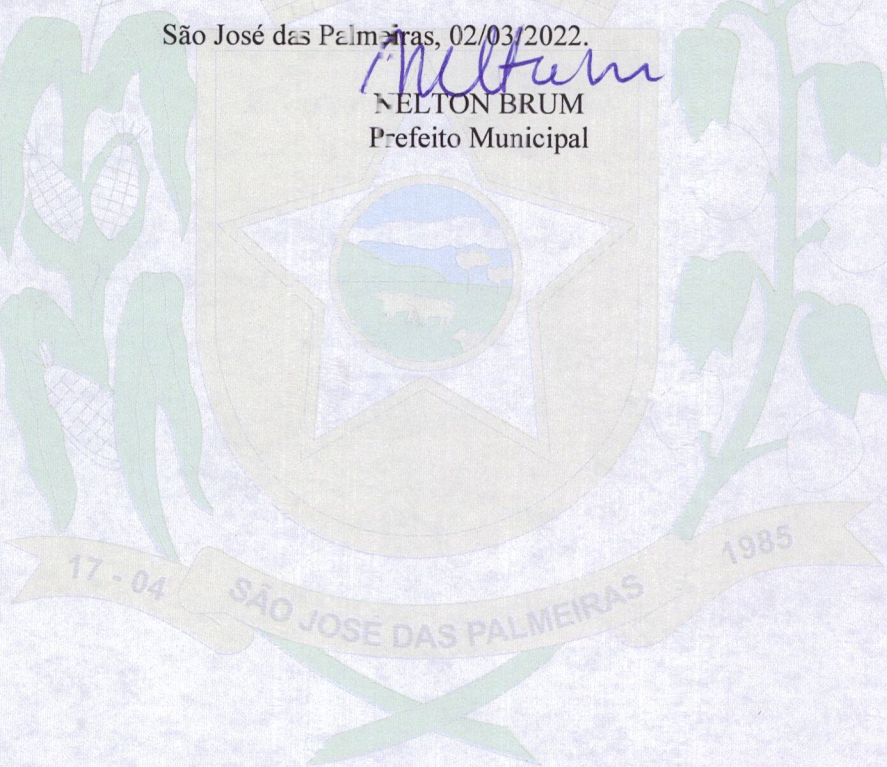 São José das Palmeiras, 02/03/2022.
NELTON BRUM
Prefeito Municipal
17 - 04
SÃO JOSÉ DAS PALMEIRAS
1985